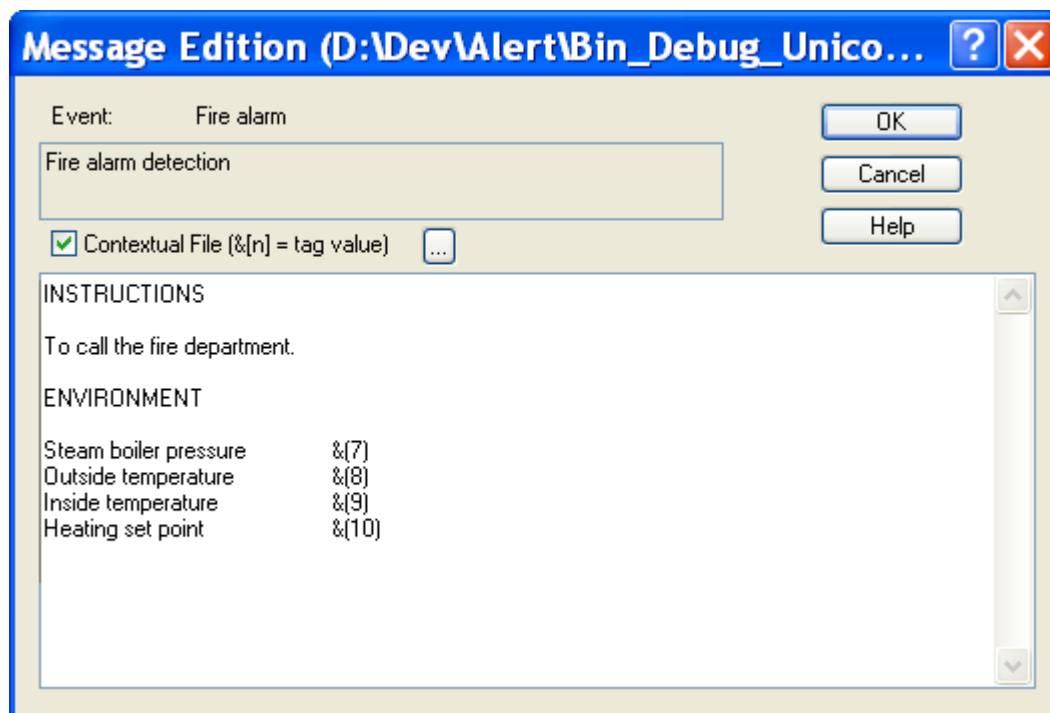 Message Edition (D:\Dev\Alert\Bin_Debug_Unico...
Event: Fire alarm
OK
Fire alarm detection
Cancel
Contextual File (&[n] = tag value) ...
Help
INSTRUCTIONS
To call the fire department.
ENVIRONMENT
Steam boiler pressure &(7)
Outside temperature &(8)
Inside temperature &(9)
Heating set point &(10)